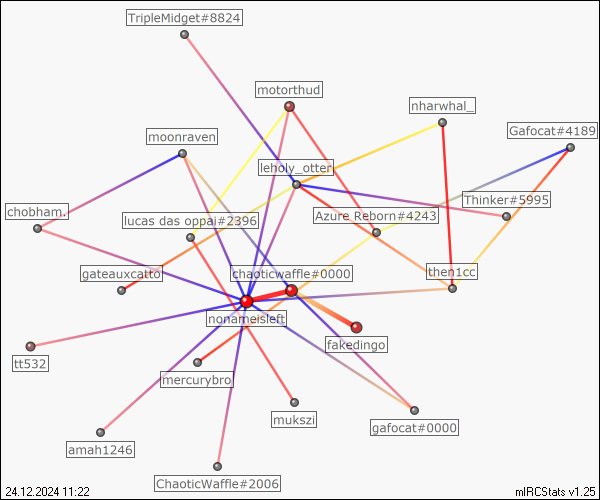 TripleMidget#8824
motorthud
nharwhal_
Gafocat#4189
moonraven
leholy_otter
Thinker#5995
chobham.
lucas das oppai#2396
Azure Reborn#4243
gateauxcatto
chaoticwaffle#0000
then1cc
nonameisleft
fakedingo
tt532
mercurybro
mukszi
gafocat#0000
amah1246
ChaoticWaffle#2006
24.12.2024 11:22
mIRCStats v1.25